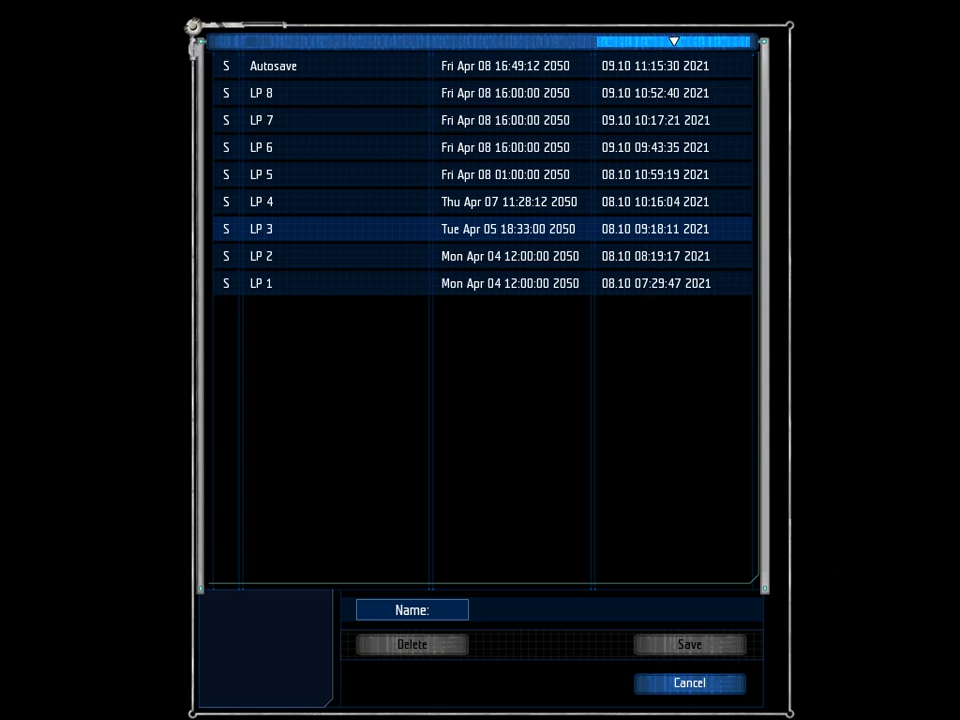 S Autosave Fri Apr 08 16:49:12 2050 09.10 11:15:30 2021
S LP 8 Fri Apr 08 16:00:00 2050 09.10 10:52:40 2021
S LP 7 Fri Apr 08 16:00:00 2050 09.10 10:17:21 2021
S LP 6 Fri Apr 08 16:00:00 2050 09.10 09:43:35 2021
S LP 5 Fri Apr 08 01:00:00 2050 08.10 10:59:19 2021
S LP 4 Thu Apr 07 11:28:12 2050 08.10 10:16:04 2021
S LP 3 Tue Apr 05 18:33:00 2050 08.10 09:18:11 2021
S LP 2 Mon Apr 04 12:00:00 2050 08.10 08:19:17 2021
S LP 1 Mon Apr 04 12:00:00 2050 08.10 07:29:47 2021
Name:
Delete Save
Cancel